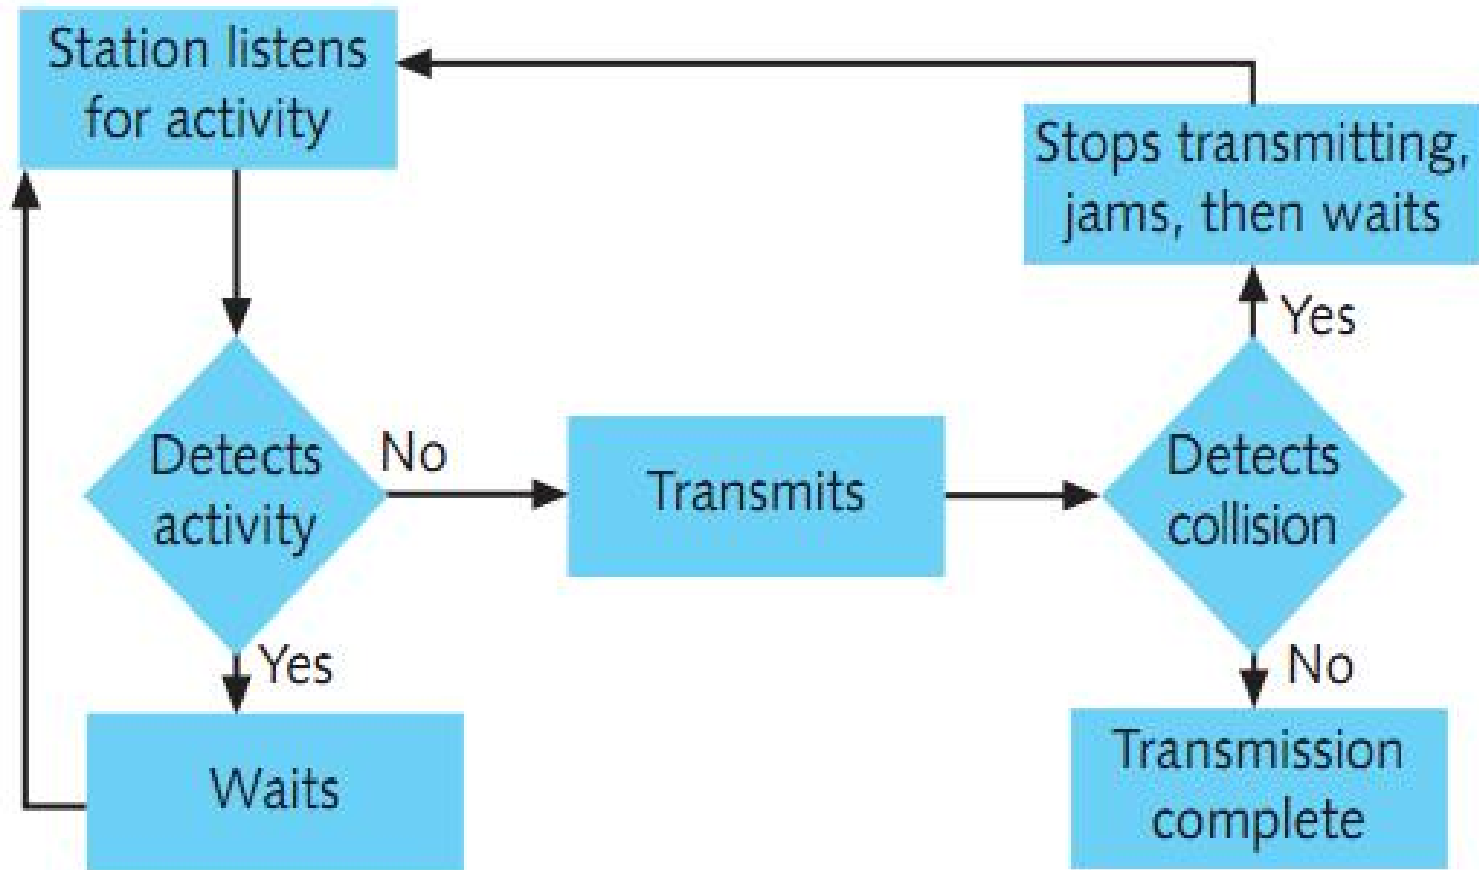 Station listens
for activity
Stops transmitting,
jams, then waits
Yes
Detects
activity
No
Transmits
Detects
collision
Yes
No
Waits
Transmission
complete